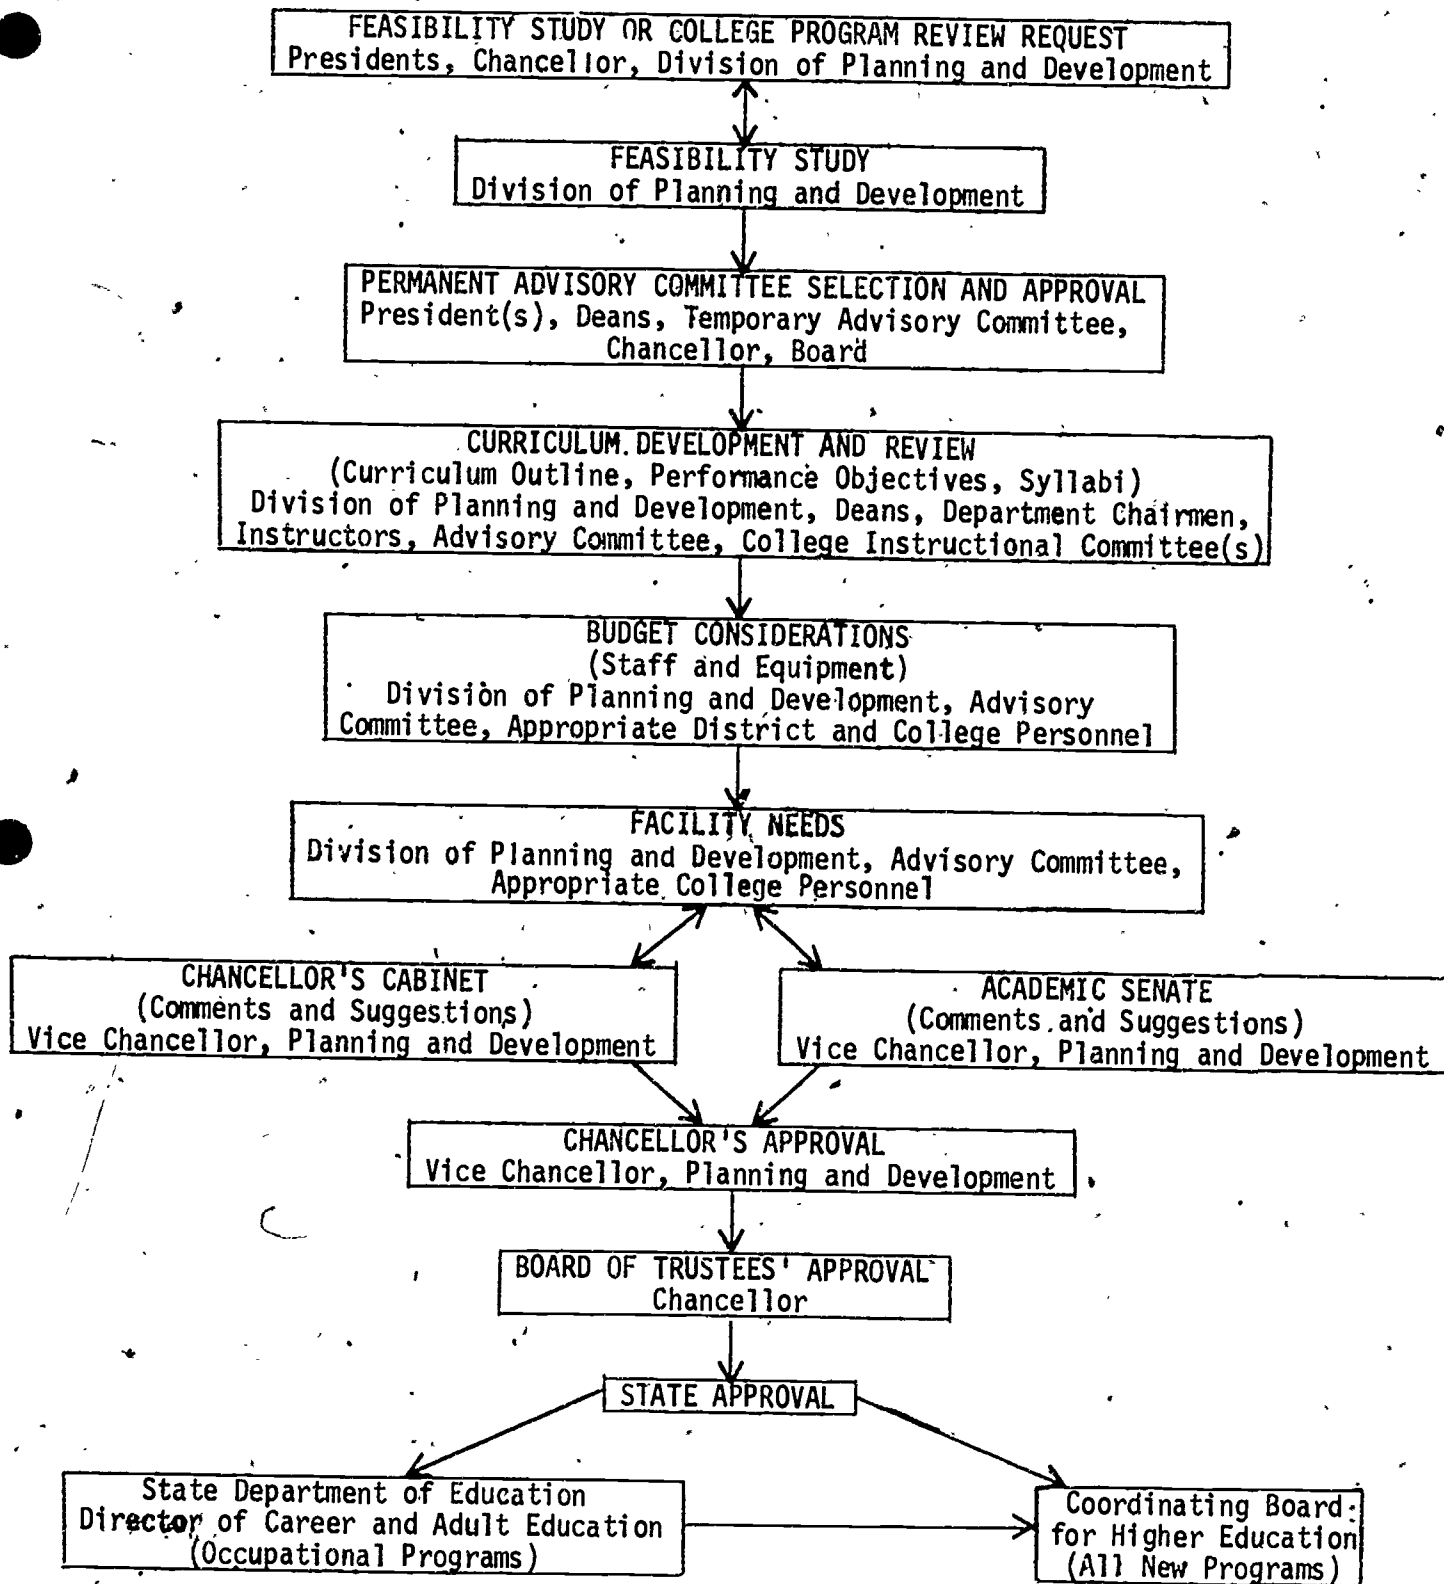 FEASIBILITY STUDY OR COLLEGE PROGRAM REVIEW REQUEST
Presidents, Chancellor, Division of Planning and Development
FEASIBILITY STUDY
Division of Planning and Development
PERMANENT ADVISORY COMMITTEE SELECTION AND APPROVAL
President(s), Deans, Temporary Advisory Committee,
Chancellor, Board
CURRICULUM DEVELOPMENT AND REVIEW
(Curriculum Outline, Performance Objectives, Syllabi)
Division of Planning and Development, Deans, Department Chairmen,
Instructors, Advisory Committee, College Instructional Committee(s)
BUDGET CONSIDERATIONS
(Staff and Equipment)
Division of Planning and Development, Advisory
Committee, Appropriate District and College Personnel
FACILITY NEEDS
Division of Planning and Development, Advisory Committee,
Appropriate College Personnel
CHANCELLOR'S CABINET
(Comments and Suggestions)
Vice Chancellor, Planning and Development
ACADEMIC SENATE
(Comments and Suggestions)
Vice Chancellor, Planning and Development
CHANCELLOR'S APPROVAL
Vice Chancellor, Planning and Development
BOARD OF TRUSTEES' APPROVAL
Chancellor
STATE APPROVAL
State Department of Education
Director of Career and Adult Education
(Occupational Programs)
Coordinating Board
for Higher Education
(All New Programs)